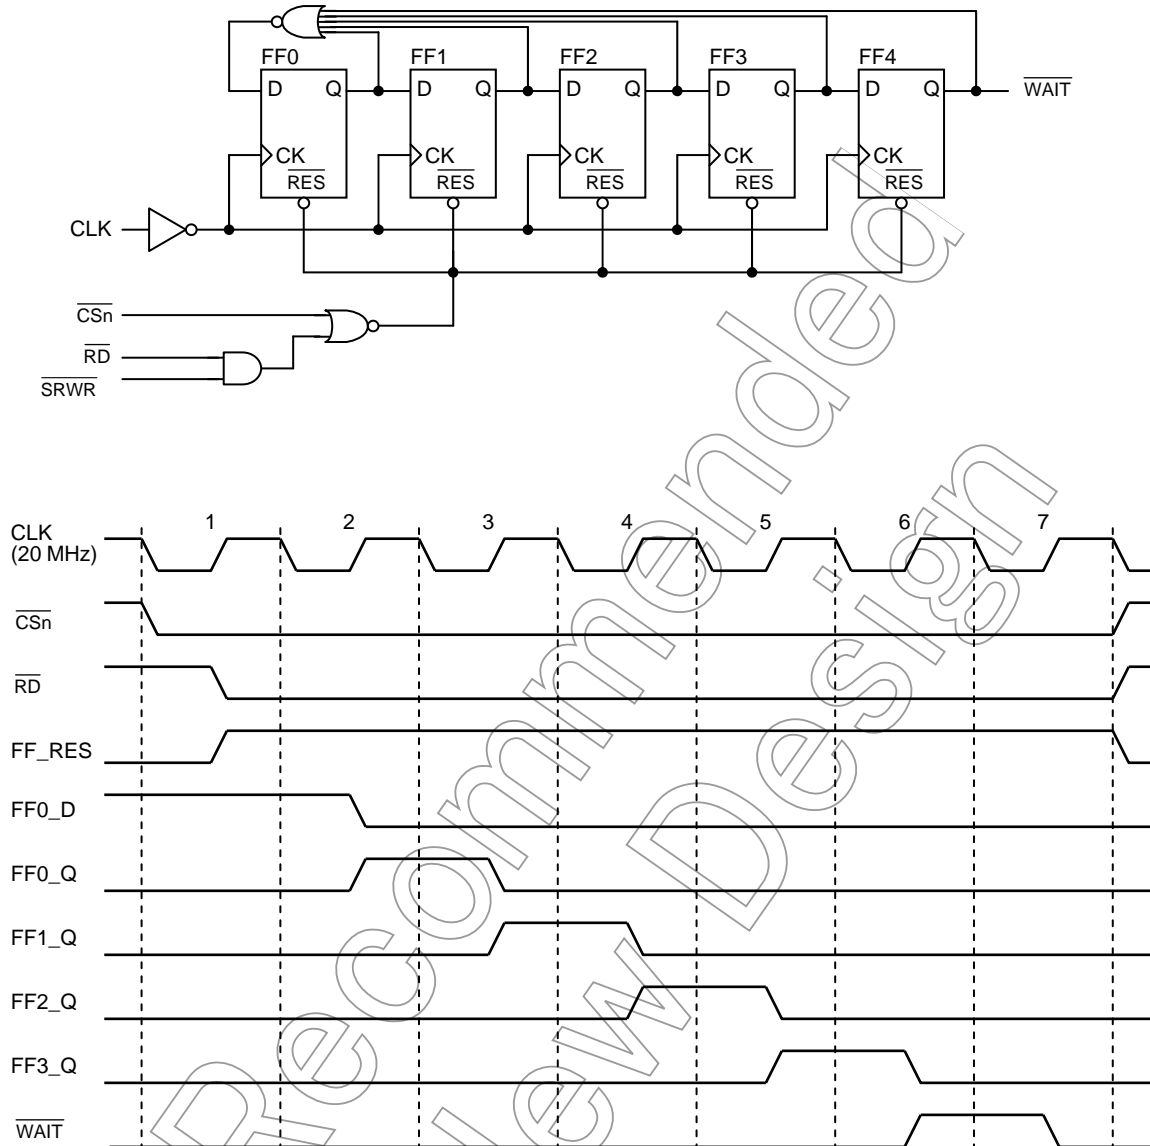 FF0 FF1 FF2 FF3 FF4
D Q D Q D Q D Q D Q WAIT
CK CK CK CK CK
RES RES RES RES RES
CLK
CSn
RD
SRWR
1 2 3 4 5 6 7
CLK
(20 MHz)
CSn
RD
FF_RES
FF0_D
FF0_Q
FF1_Q
FF2_Q
FF3_Q
WAIT
Recommended
Design